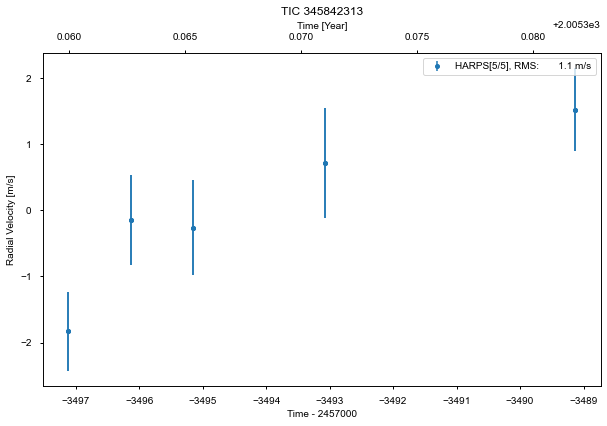 TIC 345842313
Time [Year]
+2.0053e3
0.060 0.065 0.070 0.075 0.080
HARPS[5/5], RMS: 1.1 m/s
2
1
0
−1
−2
Radial Velocity [m/s]
−3497 −3496 −3495 −3494 −3493 −3492 −3491 −3490 −3489
Time - 2457000